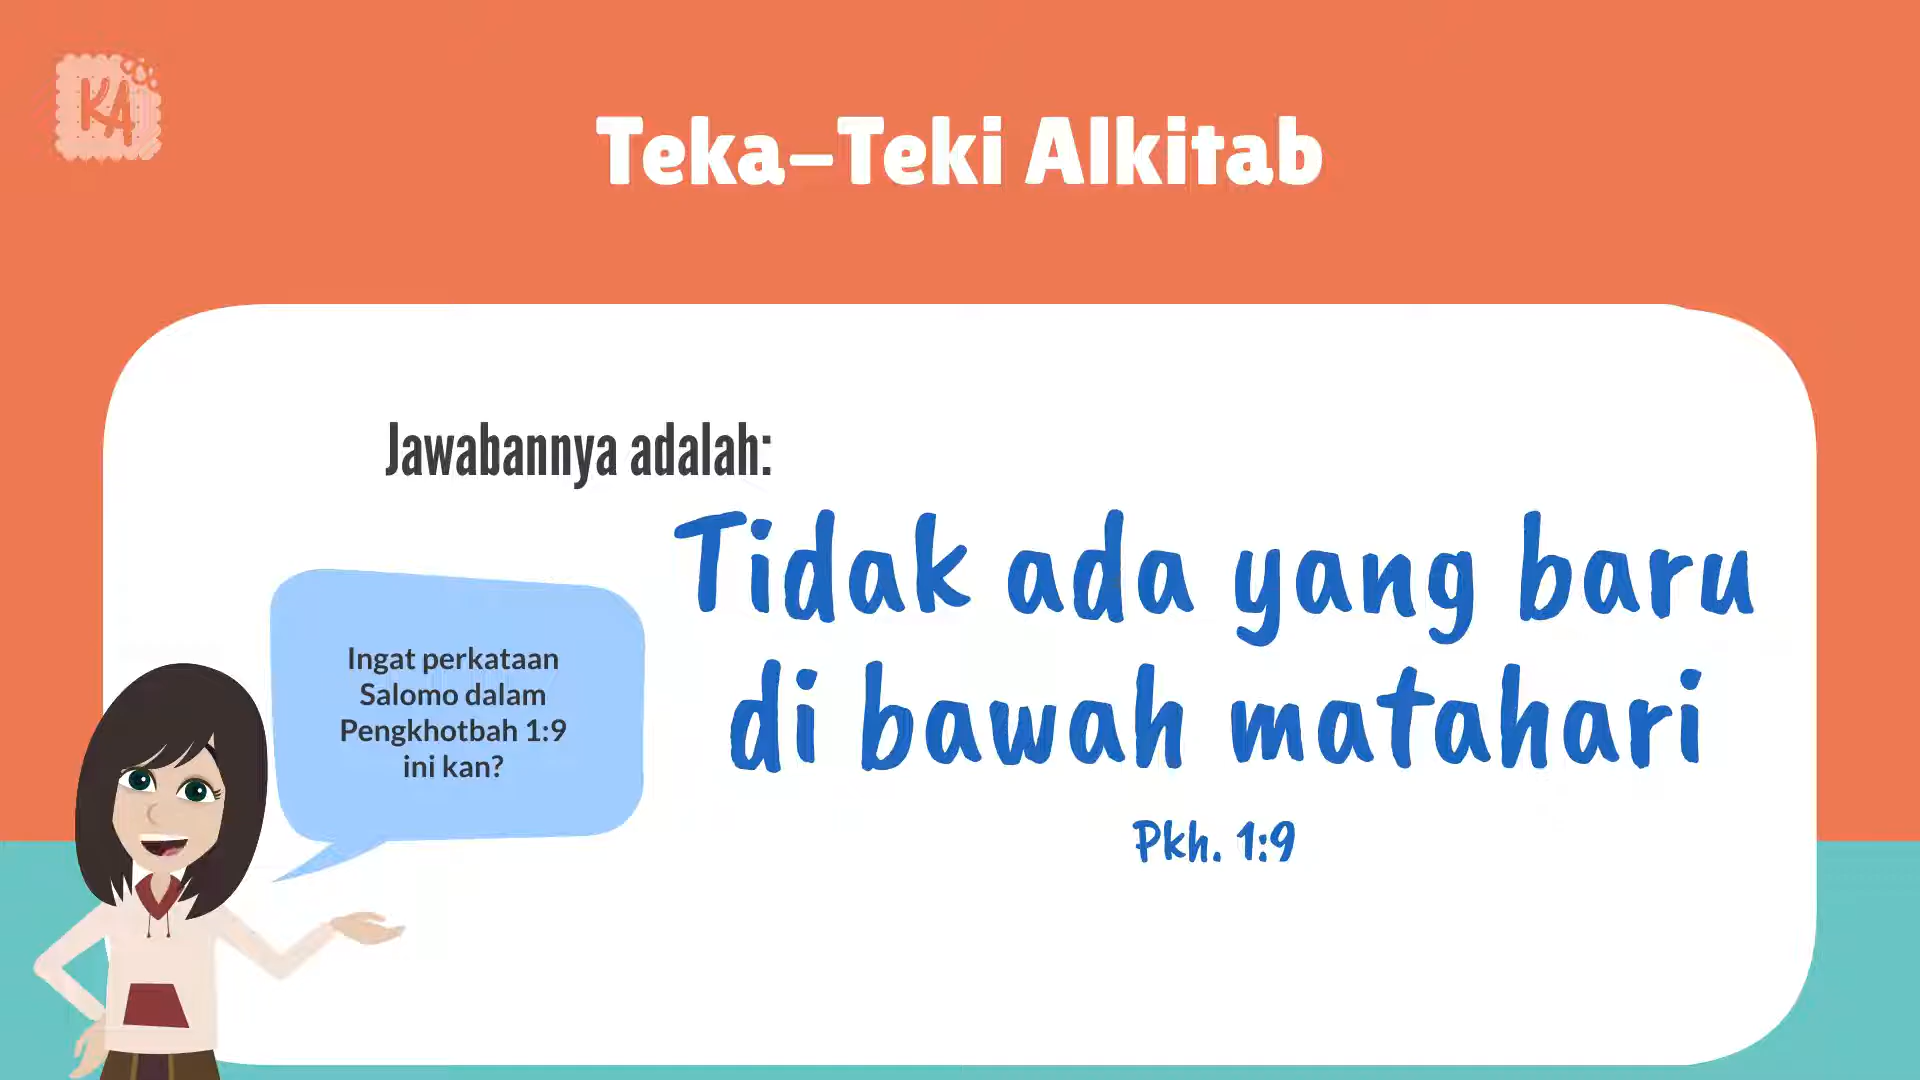 KA
Teka-Teki Alkitab
Jawabannya adalah:
Tidak ada yang baru
di bawah matahari
Pkh. 1:9
Ingat perkataan
Salomo dalam
Pengkhotbah 1:9
ini kan?